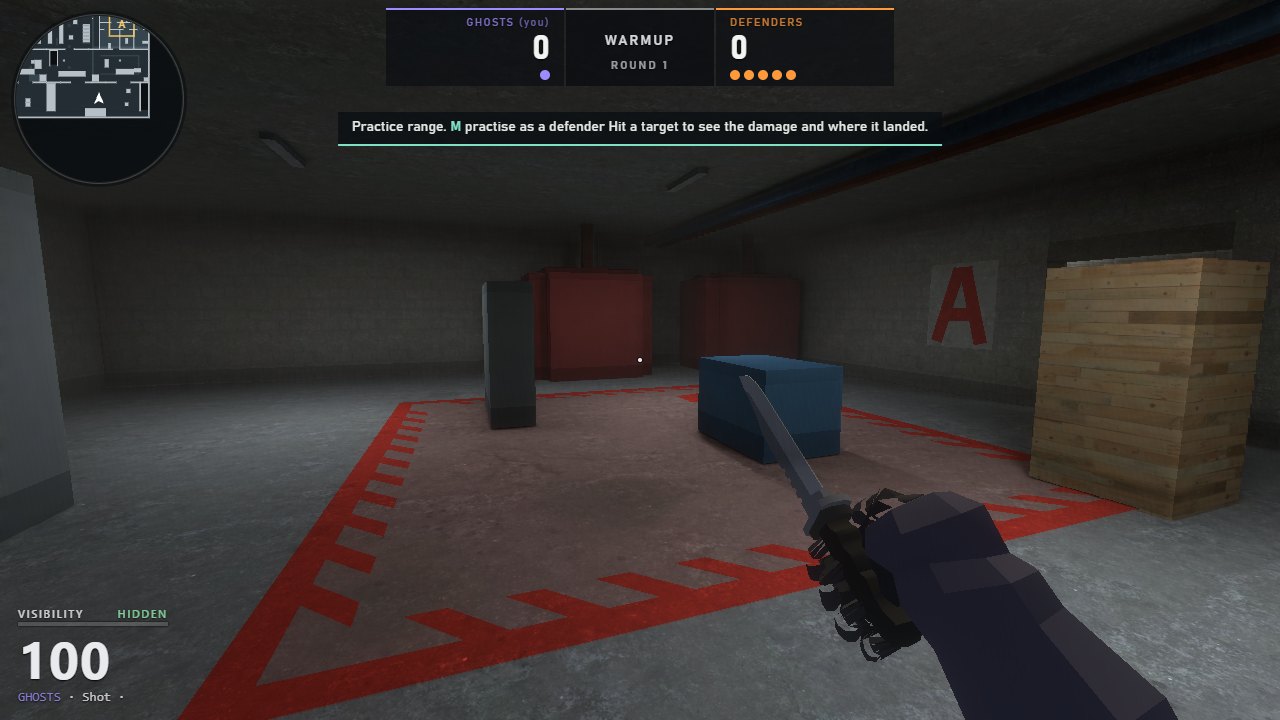 A
GHOSTS (you)
0
WARMUP
ROUND 1
DEFENDERS
0
Practice range. M practise as a defender Hit a target to see the damage and where it landed.
A
VISIBILITY HIDDEN
100
GHOSTS · Shot ·